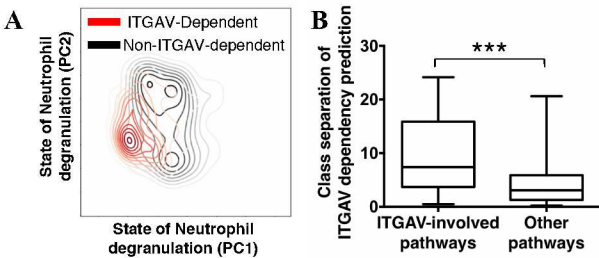 A
ITGAV-Dependent
Non-ITGAV-dependent
State of Neutrophil
degranulation (PC2)
State of Neutrophil
degranulation (PC1)
B
Class separation of
ITGAV dependency prediction
30
20
10
0
***
ITGAV-involved
pathways
Other
pathways